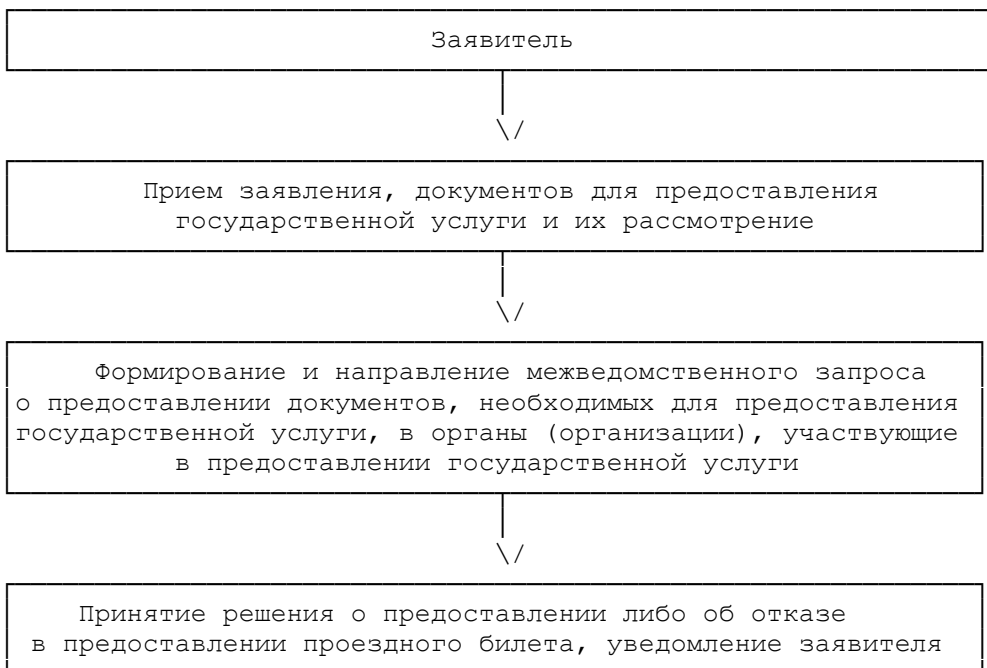 Заявитель
Прием заявления, документов для предоставления
государственной услуги и их рассмотрение
Формирование и направление межведомственного запроса
о предоставлении документов, необходимых для предоставления
государственной услуги, в органы (организации), участвующие
в предоставлении государственной услуги
Принятие решения о предоставлении либо об отказе
в предоставлении проездного билета, уведомление заявителя